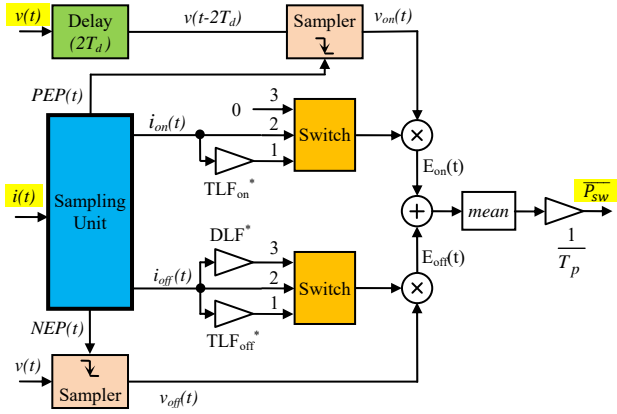 v(t)
Delay
(2T_d)
v(t-2T_d)
Sampler
v_on(t)
PEP(t)
i_on(t)
0
3
2
1
Switch
TLF_on*
E_on(t)
i(t)
Sampling
Unit
mean
P_sw
1
T_p
DLF*
i_off(t)
3
2
1
Switch
TLF_off*
E_off(t)
NEP(t)
v(t)
Sampler
v_off(t)